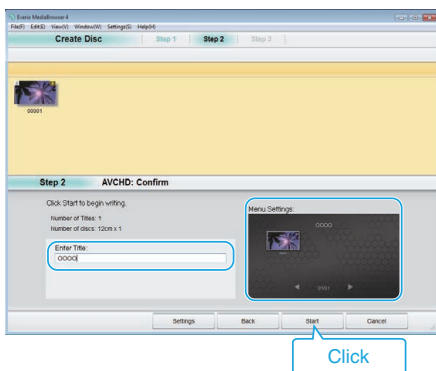 Everio MediaBrowser 4
File(F) Edit(E) View(V) Window(W) Settings(S) Help(H)
Create Disc Step 1 Step 2 Step 3
00001
Step 2 AVCHD: Confirm
Click Start to begin writing.
Number of Titles: 1
Number of discs: 12cm x 1
Enter Title:
OOOO
Menu Settings:
OOOO
01/01
Settings Back Start Cancel
Click